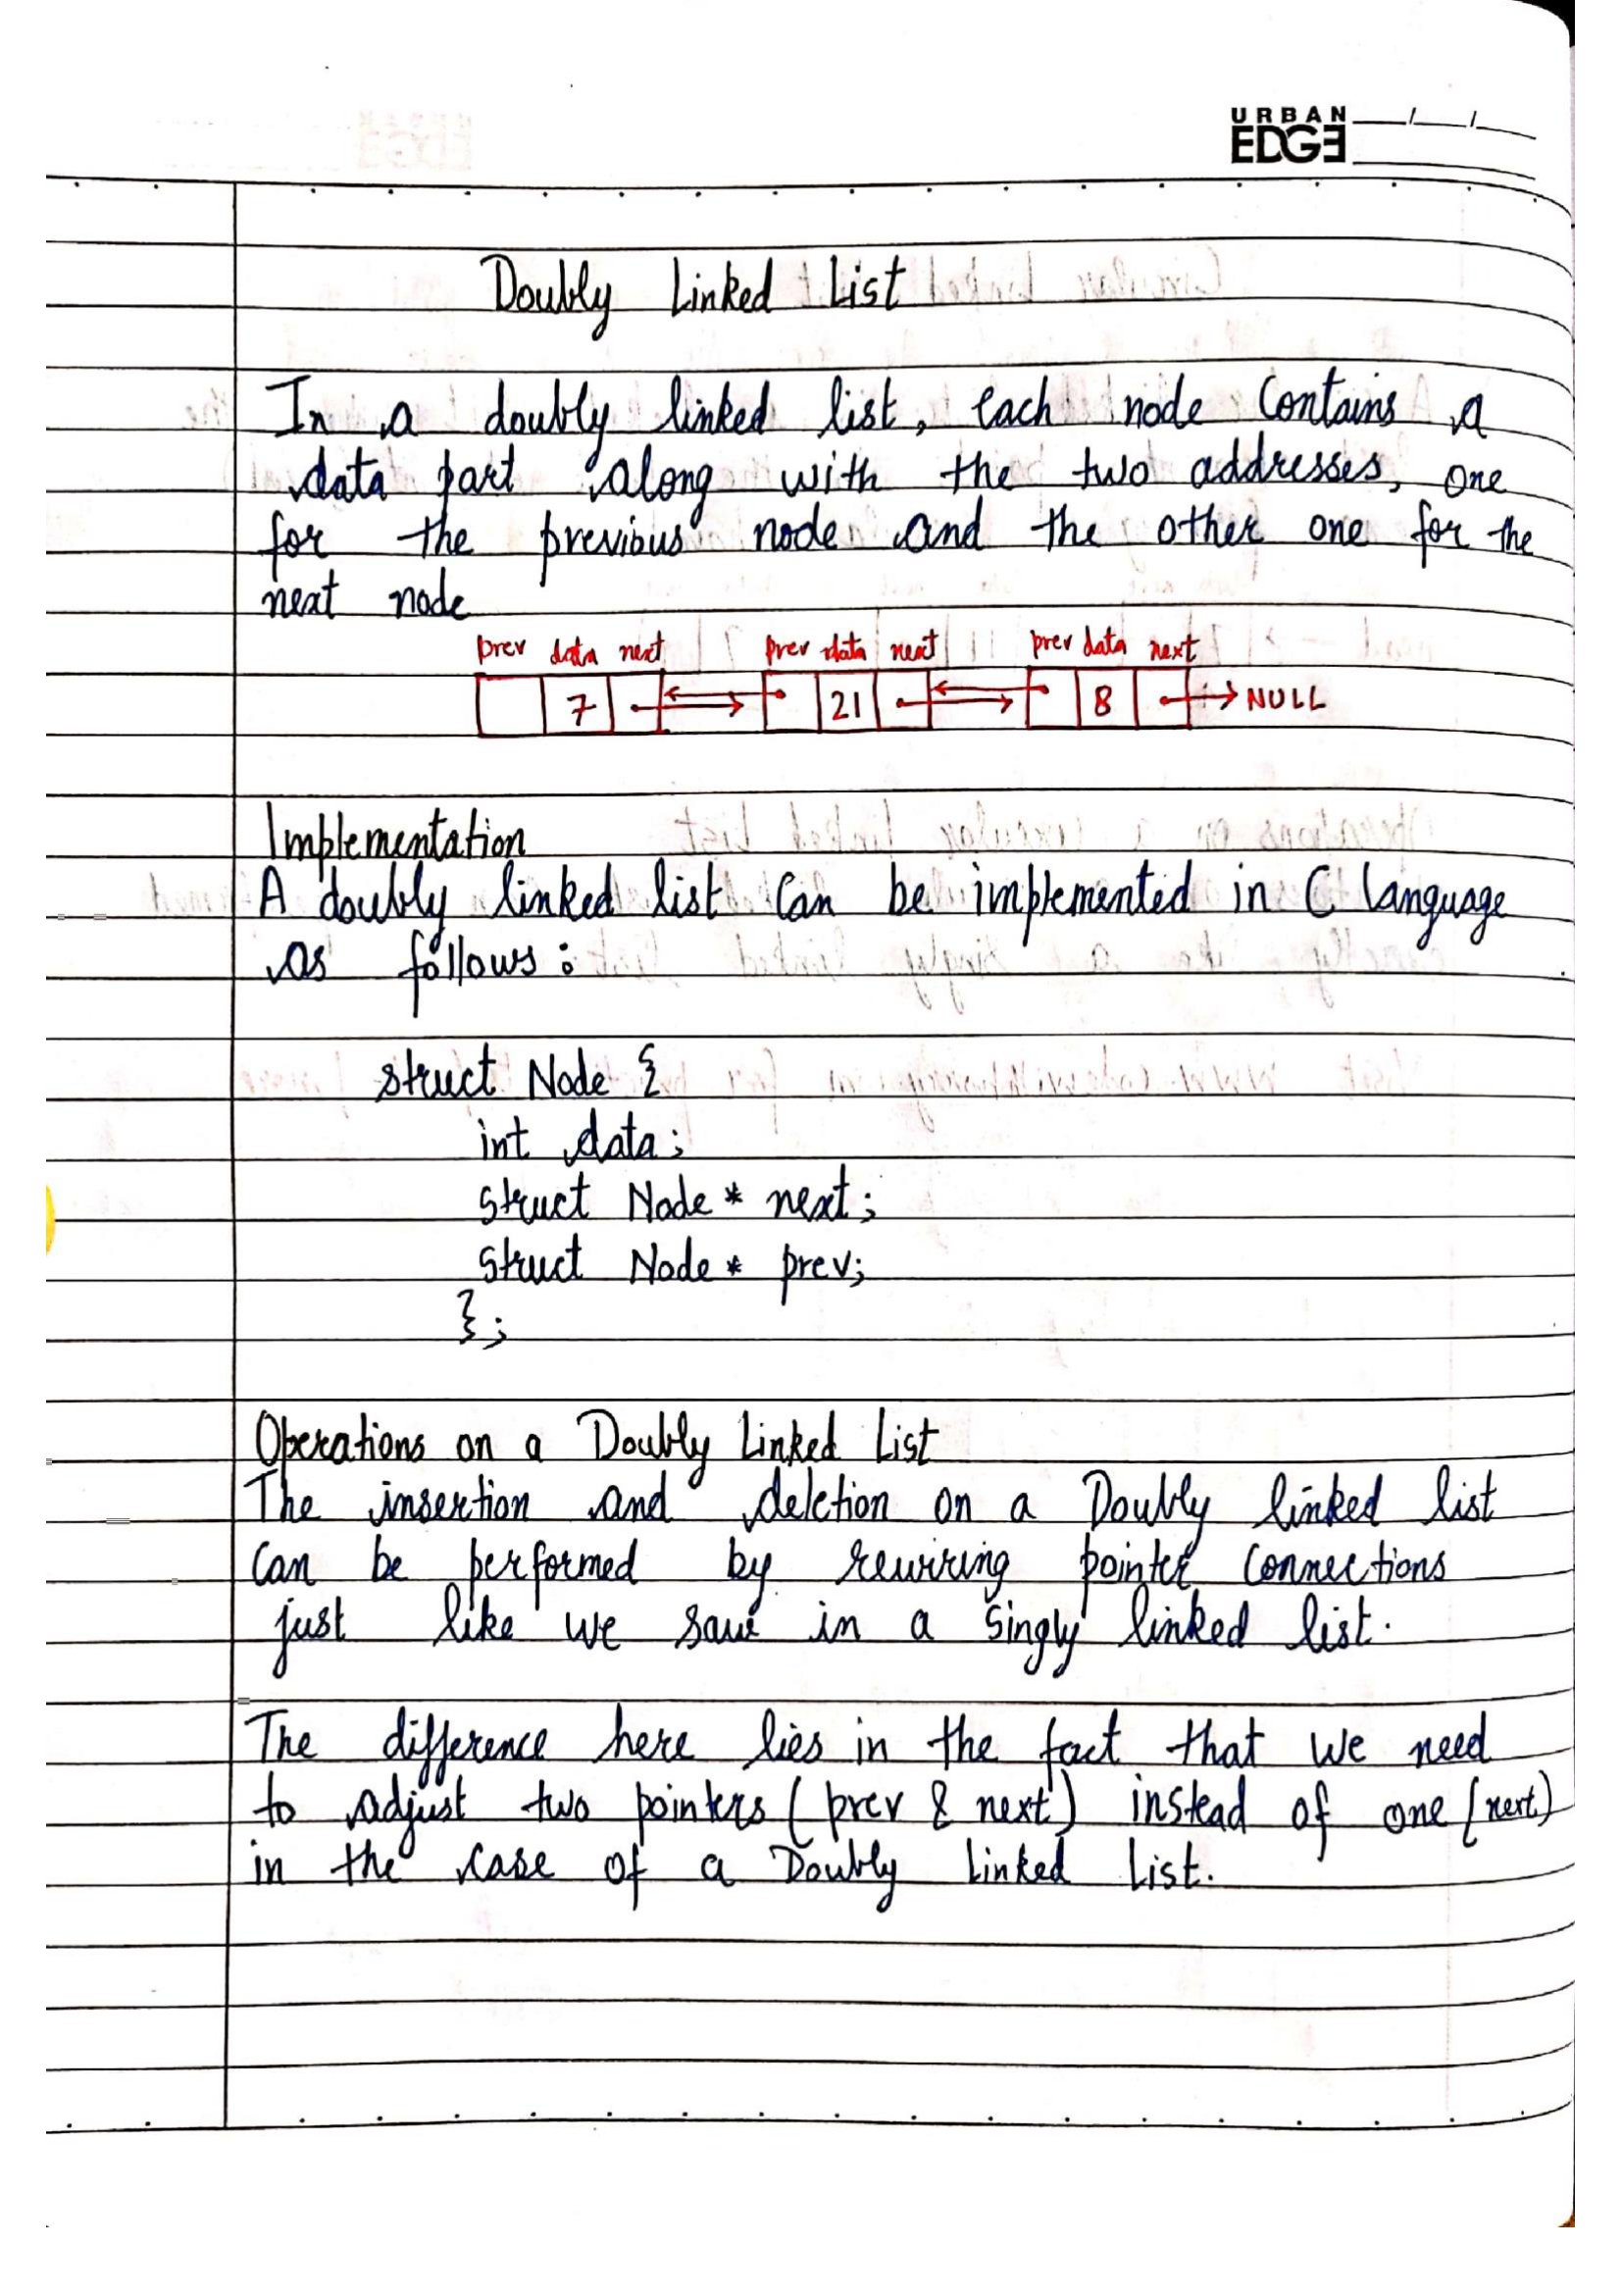 URBAN
EDGE
Doubly Linked List
In a doubly linked list, each node contains a
data part along with the two addresses, one
for the previous node and the other one for the
next node
prev data next prev data next prev data next
7 21 8 NULL
Implementation
A doubly linked list can be implemented in C language
as follows:
struct Node {
int data;
struct Node * next;
struct Node * prev;
};
Operations on a Doubly Linked List
The insertion and deletion on a Doubly linked list
can be performed by rewiring pointer connections
just like we saw in a singly linked list.
The difference here lies in the fact that we need
to adjust two pointers (prev & next) instead of one (next)
in the case of a Doubly Linked List.